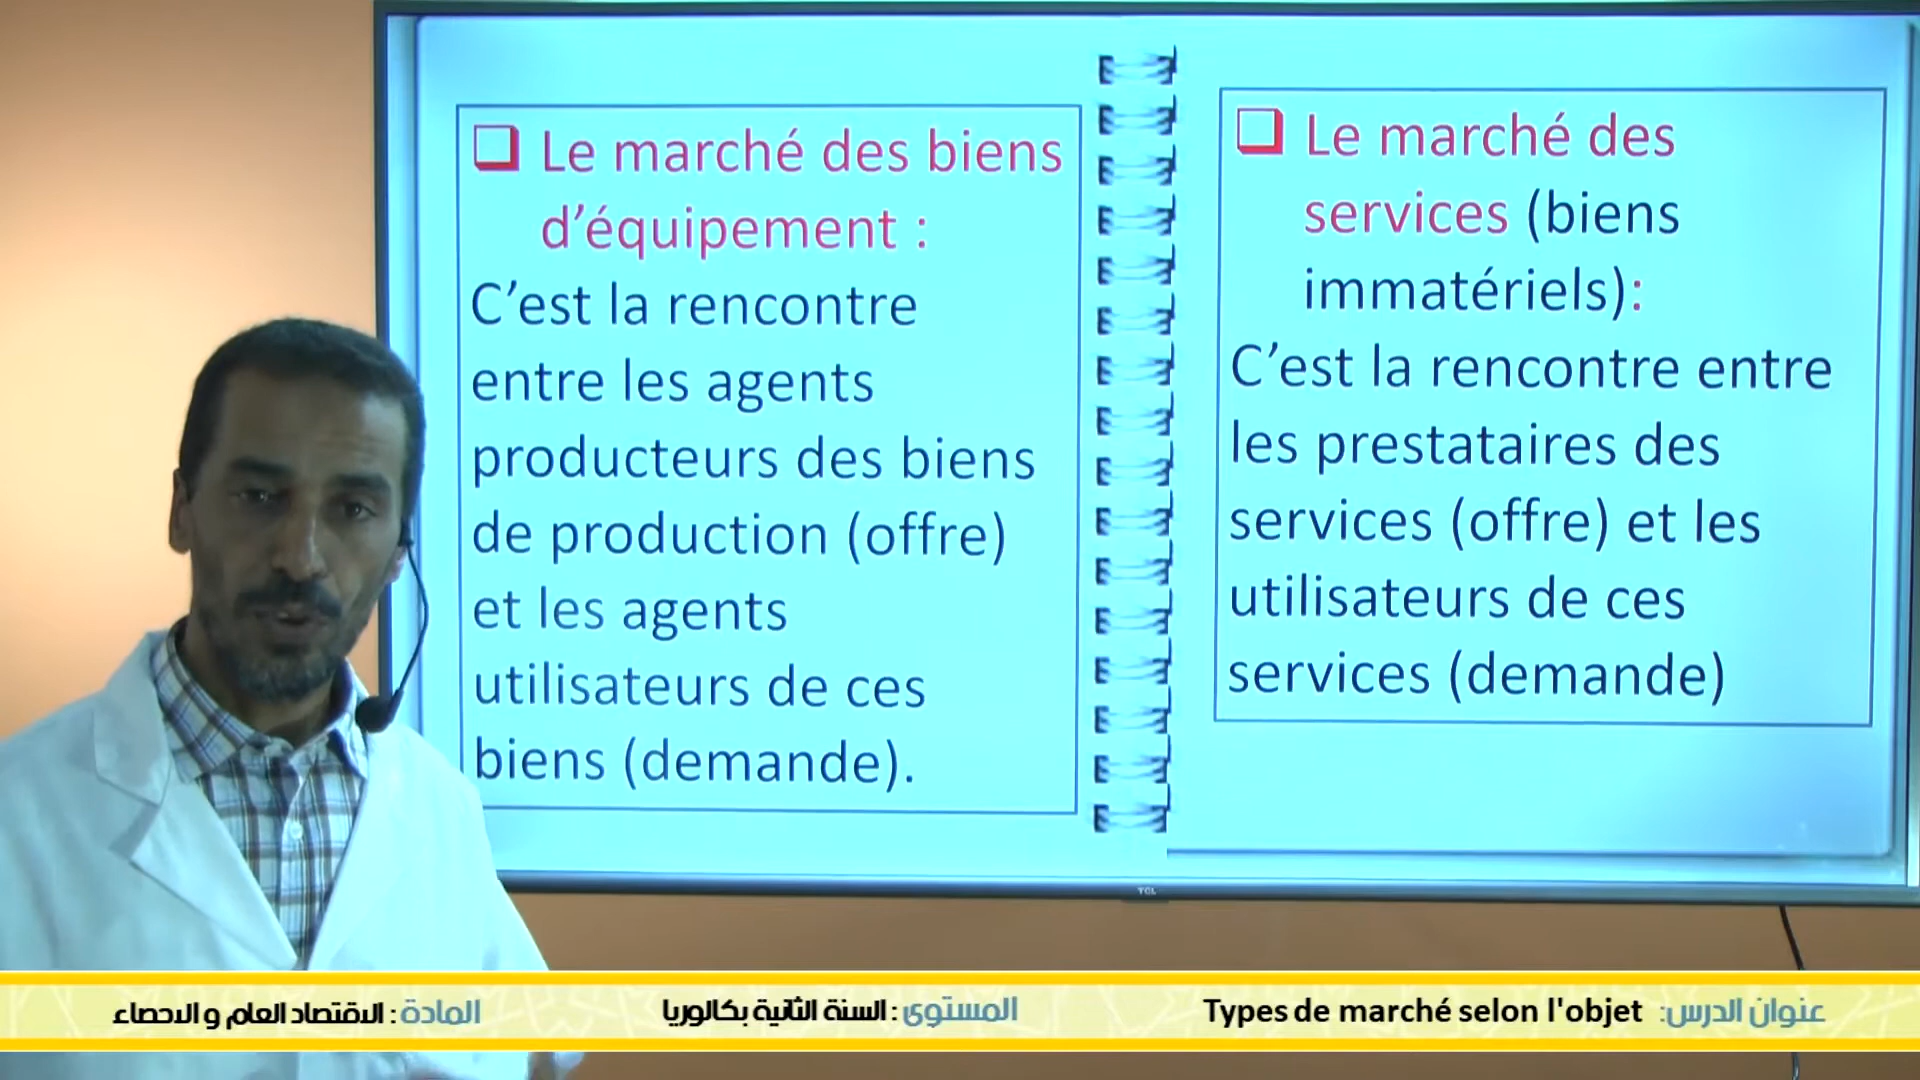 Le marché des biens
d’équipement :
C’est la rencontre
entre les agents
producteurs des biens
de production (offre)
et les agents
utilisateurs de ces
biens (demande).
Le marché des
services (biens
immatériels):
C’est la rencontre entre
les prestataires des
services (offre) et les
utilisateurs de ces
services (demande)
TCL
عنوان الدرس: Types de marché selon l'objet
المستوى : السنة الثانية بكالوريا
المادة : الاقتصاد العام و الاحصاء